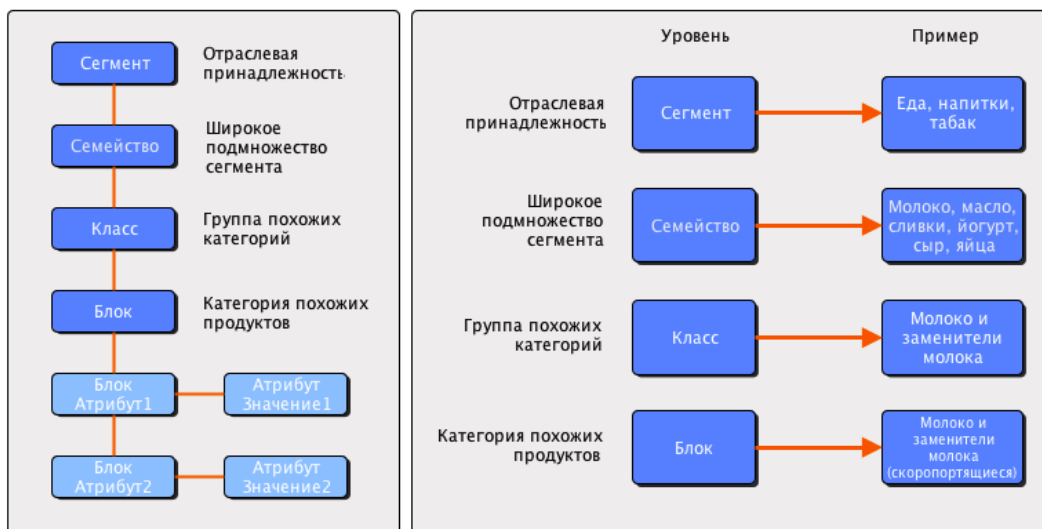 Сегмент
Отраслевая
принадлежность
Семейство
Широкое
подмножество
сегмента
Класс
Группа похожих
категорий
Блок
Категория похожих
продуктов
Блок
Атрибут1
Атрибут
Значение1
Блок
Атрибут2
Атрибут
Значение2
Уровень
Пример
Отраслевая
принадлежность
Сегмент
Еда, напитки,
табак
Широкое
подмножество
сегмента
Семейство
Молоко, масло,
сливки, йогурт,
сыр, яйца
Группа похожих
категорий
Класс
Молоко и
заменители
молока
Категория похожих
продуктов
Блок
Молоко и
заменители
молока
(скоропортящиеся)